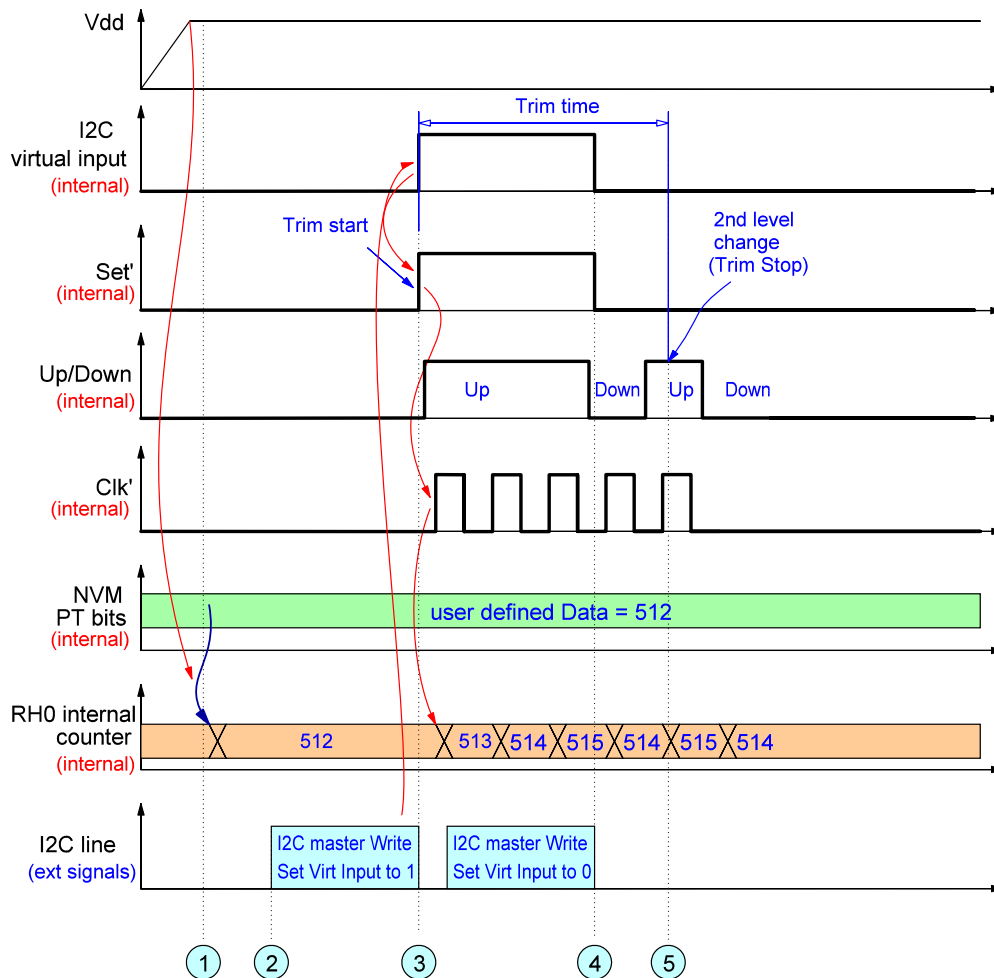 Vdd
Trim time
I2C
virtual input
(internal)
Trim start
2nd level
change
(Trim Stop)
Set'
(internal)
Up/Down
(internal)
Up
Down
Up
Down
Clk'
(internal)
NVM
PT bits
(internal)
user defined Data = 512
RH0 internal
counter
(internal)
512
513
514
515
514
515
514
I2C line
(ext signals)
I2C master Write
Set Virt Input to 1
I2C master Write
Set Virt Input to 0
1
2
3
4
5